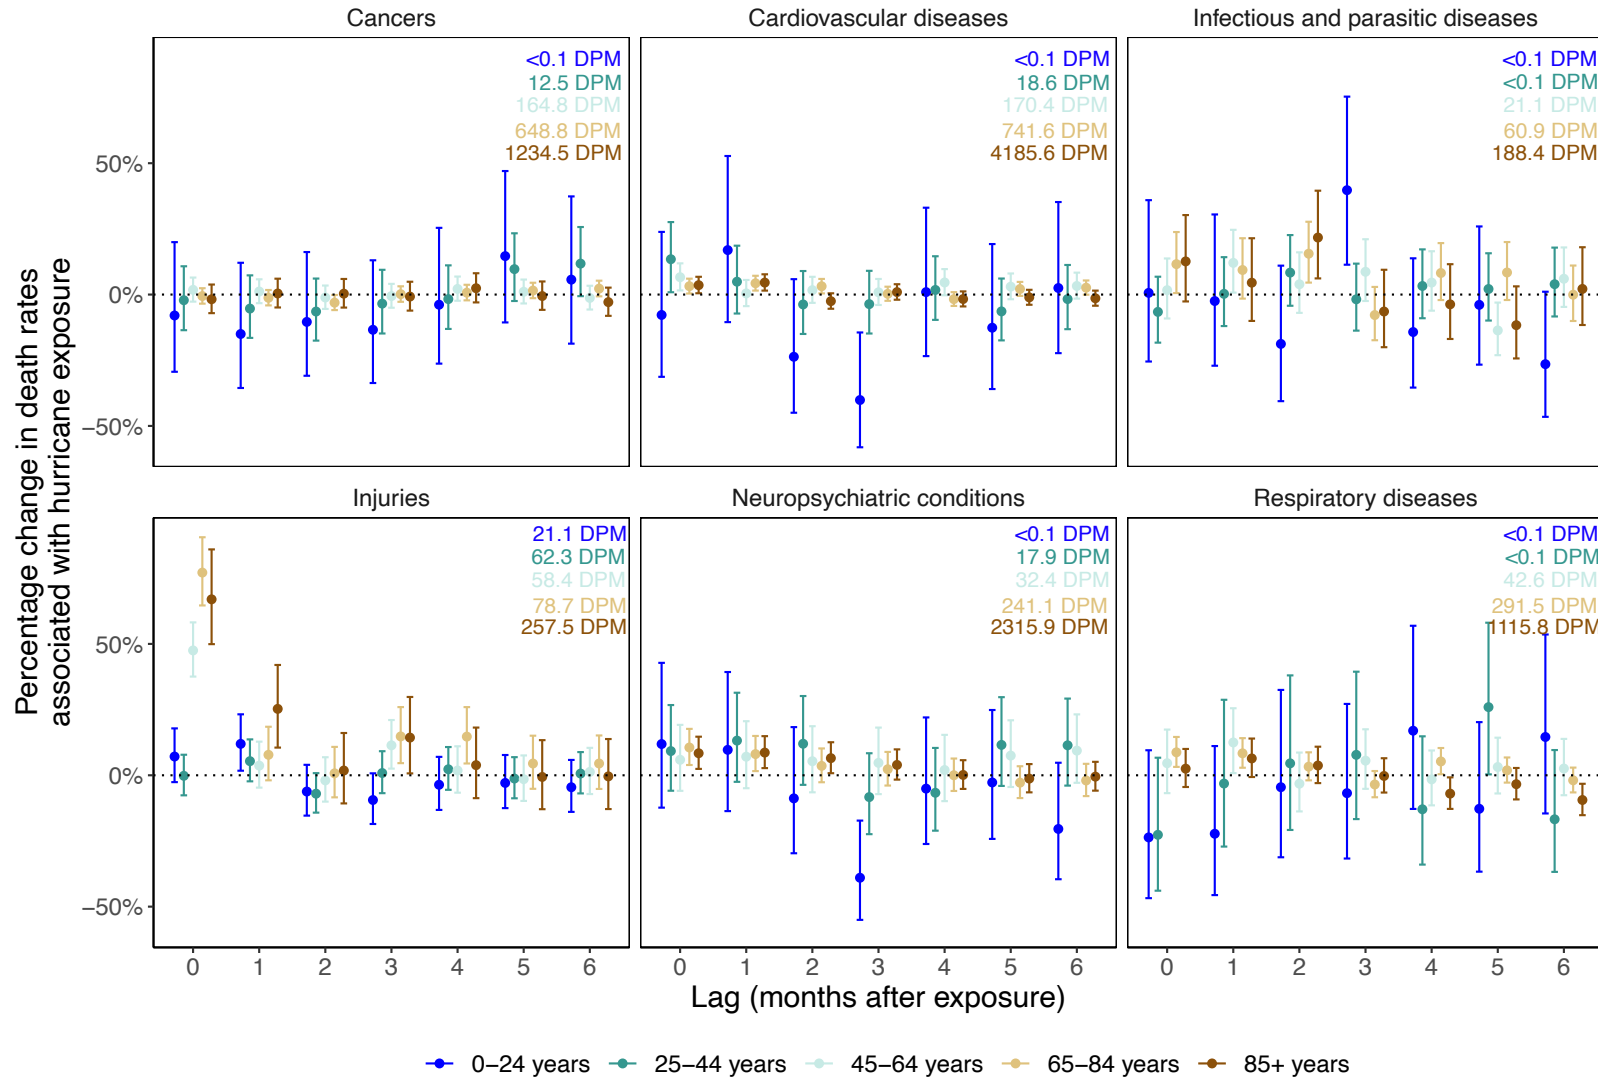 Cancers
Cardiovascular diseases
Infectious and parasitic diseases
<0.1 DPM
12.5 DPM
164.8 DPM
648.8 DPM
1234.5 DPM
<0.1 DPM
18.6 DPM
170.4 DPM
741.6 DPM
4185.6 DPM
<0.1 DPM
<0.1 DPM
21.1 DPM
60.9 DPM
188.4 DPM
50%
0%
−50%
Percentage change in death rates
associated with hurricane exposure
Injuries
Neuropsychiatric conditions
Respiratory diseases
21.1 DPM
62.3 DPM
58.4 DPM
78.7 DPM
257.5 DPM
<0.1 DPM
17.9 DPM
32.4 DPM
241.1 DPM
2315.9 DPM
<0.1 DPM
<0.1 DPM
42.6 DPM
291.5 DPM
1115.8 DPM
50%
0%
−50%
0 1 2 3 4 5 6
0 1 2 3 4 5 6
0 1 2 3 4 5 6
Lag (months after exposure)
0−24 years 25−44 years 45−64 years 65−84 years 85+ years